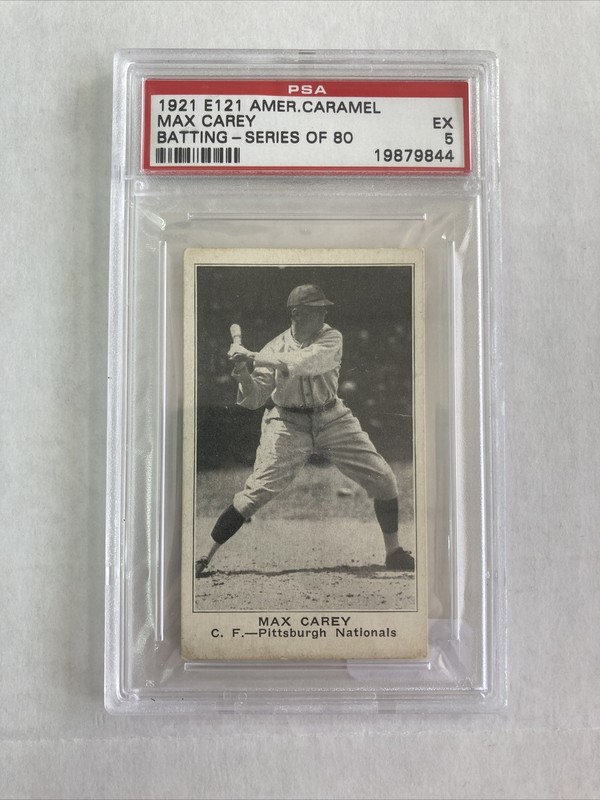 PSA
1921 E121 AMER.CARAMEL
MAX CAREY EX
BATTING - SERIES OF 80 5
19879844
MAX CAREY
C. F.—Pittsburgh Nationals